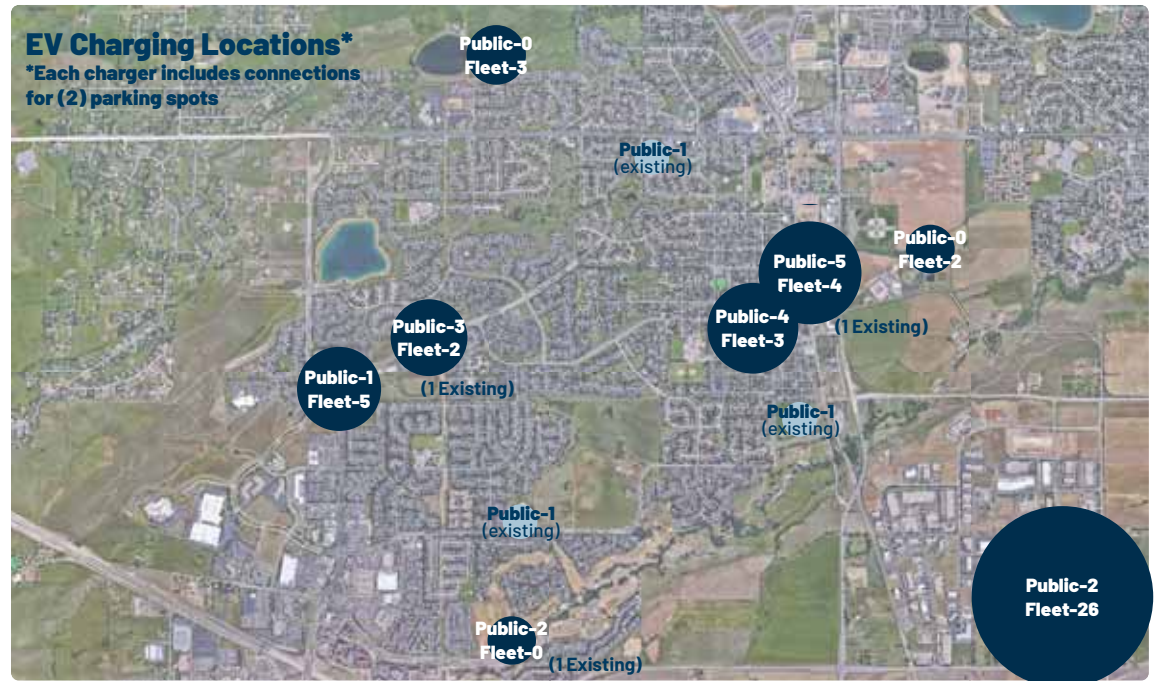 EV Charging Locations*
*Each charger includes connections
for (2) parking spots
Public-0
Fleet-3
Public-1
(existing)
Public-0
Fleet-2
Public-5
Fleet-4
Public-4
Fleet-3
(1 Existing)
Public-3
Fleet-2
(1 Existing)
Public-1
Fleet-5
Public-1
(existing)
Public-1
(existing)
Public-2
Fleet-26
Public-2
Fleet-0
(1 Existing)